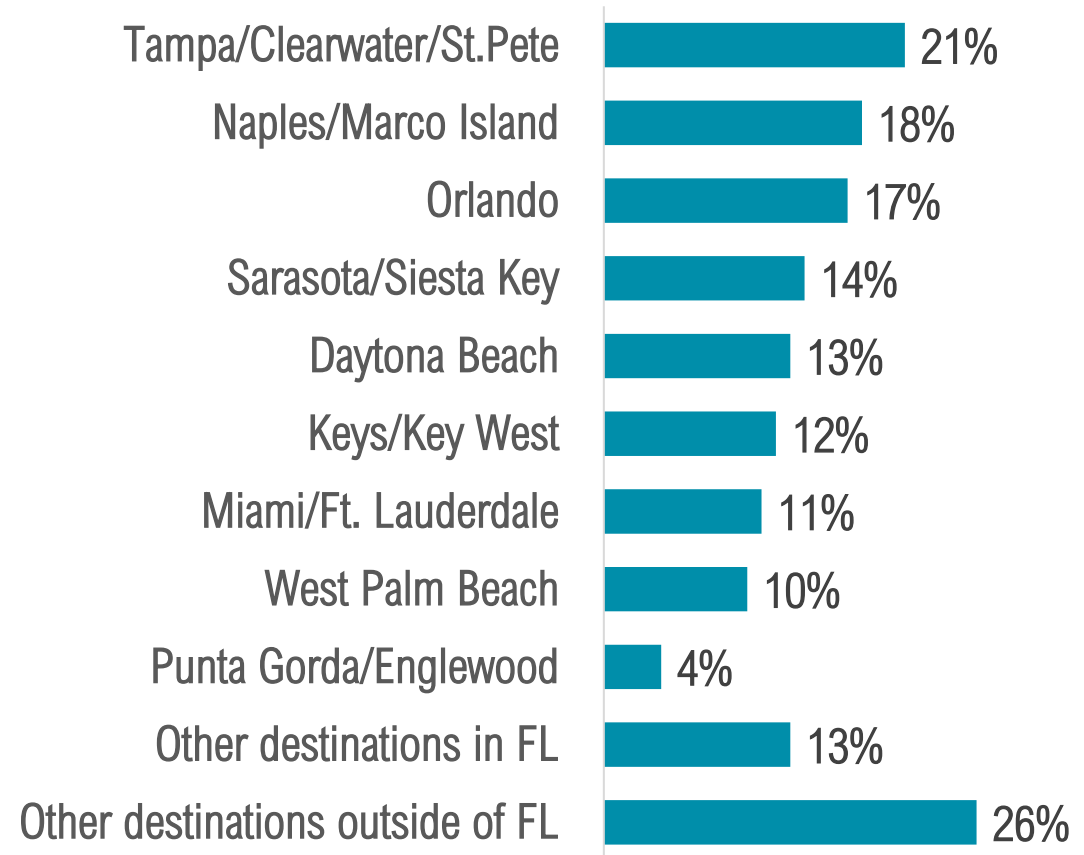 Tampa/Clearwater/St.Pete 21%
Naples/Marco Island 18%
Orlando 17%
Sarasota/Siesta Key 14%
Daytona Beach 13%
Keys/Key West 12%
Miami/Ft. Lauderdale 11%
West Palm Beach 10%
Punta Gorda/Englewood 4%
Other destinations in FL 13%
Other destinations outside of FL 26%